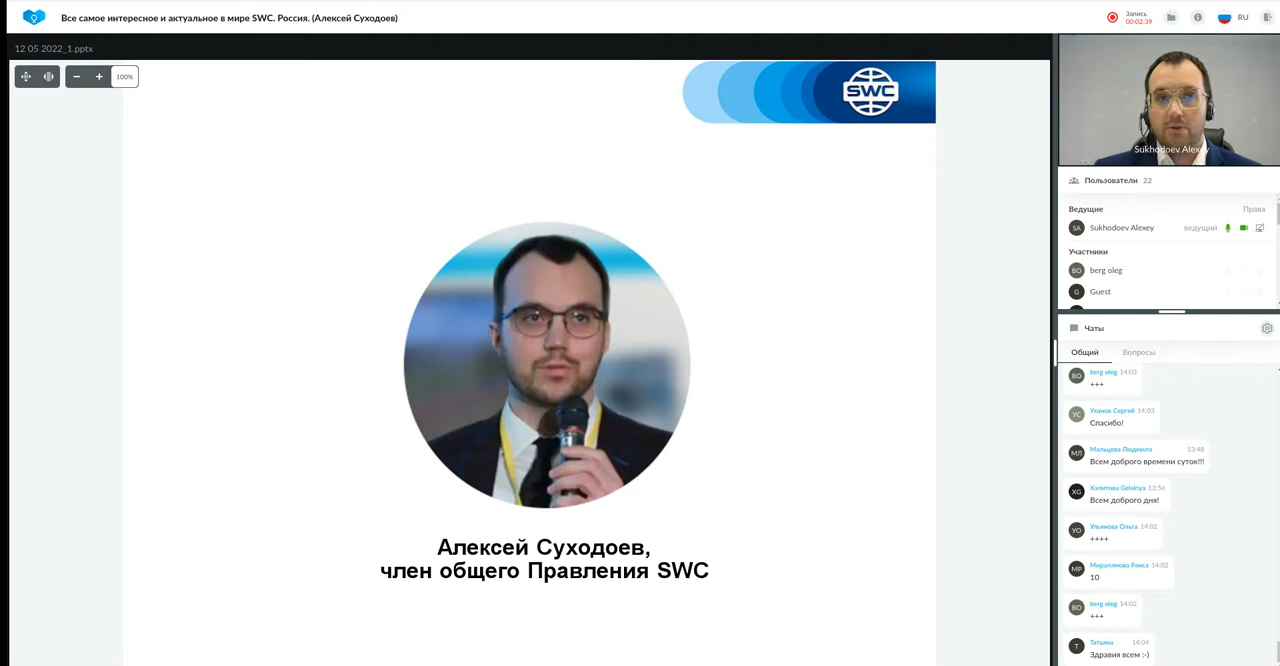 Все самое интересное и актуальное в мире SWC. Россия. (Алексей Суходоев)
Запись
00:02:39
RU
12 05 2022_1.pptx
100%
SWC
Алексей Суходоев,
член общего Правления SWC
Sukhodoev Alexey
Пользователи 22
Ведущие Права
SA Sukhodoev Alexey ведущий
Участники
BO berg oleg
G Guest
Чаты
Общий Вопросы
BO berg oleg 14:03
+++
УС Уханов Сергей 14:03
Спасибо!
МЛ Мальцева Людмила 13:48
Всем доброго времени суток!!!
XG Халитова Gelsinya 13:56
Всем доброго дня!
УО Ульянова Ольга 14:02
++++
МР Мираламова Раиса 14:02
10
BO berg oleg 14:02
+++
Т Татьяна 14:04
Здравия всем :-)